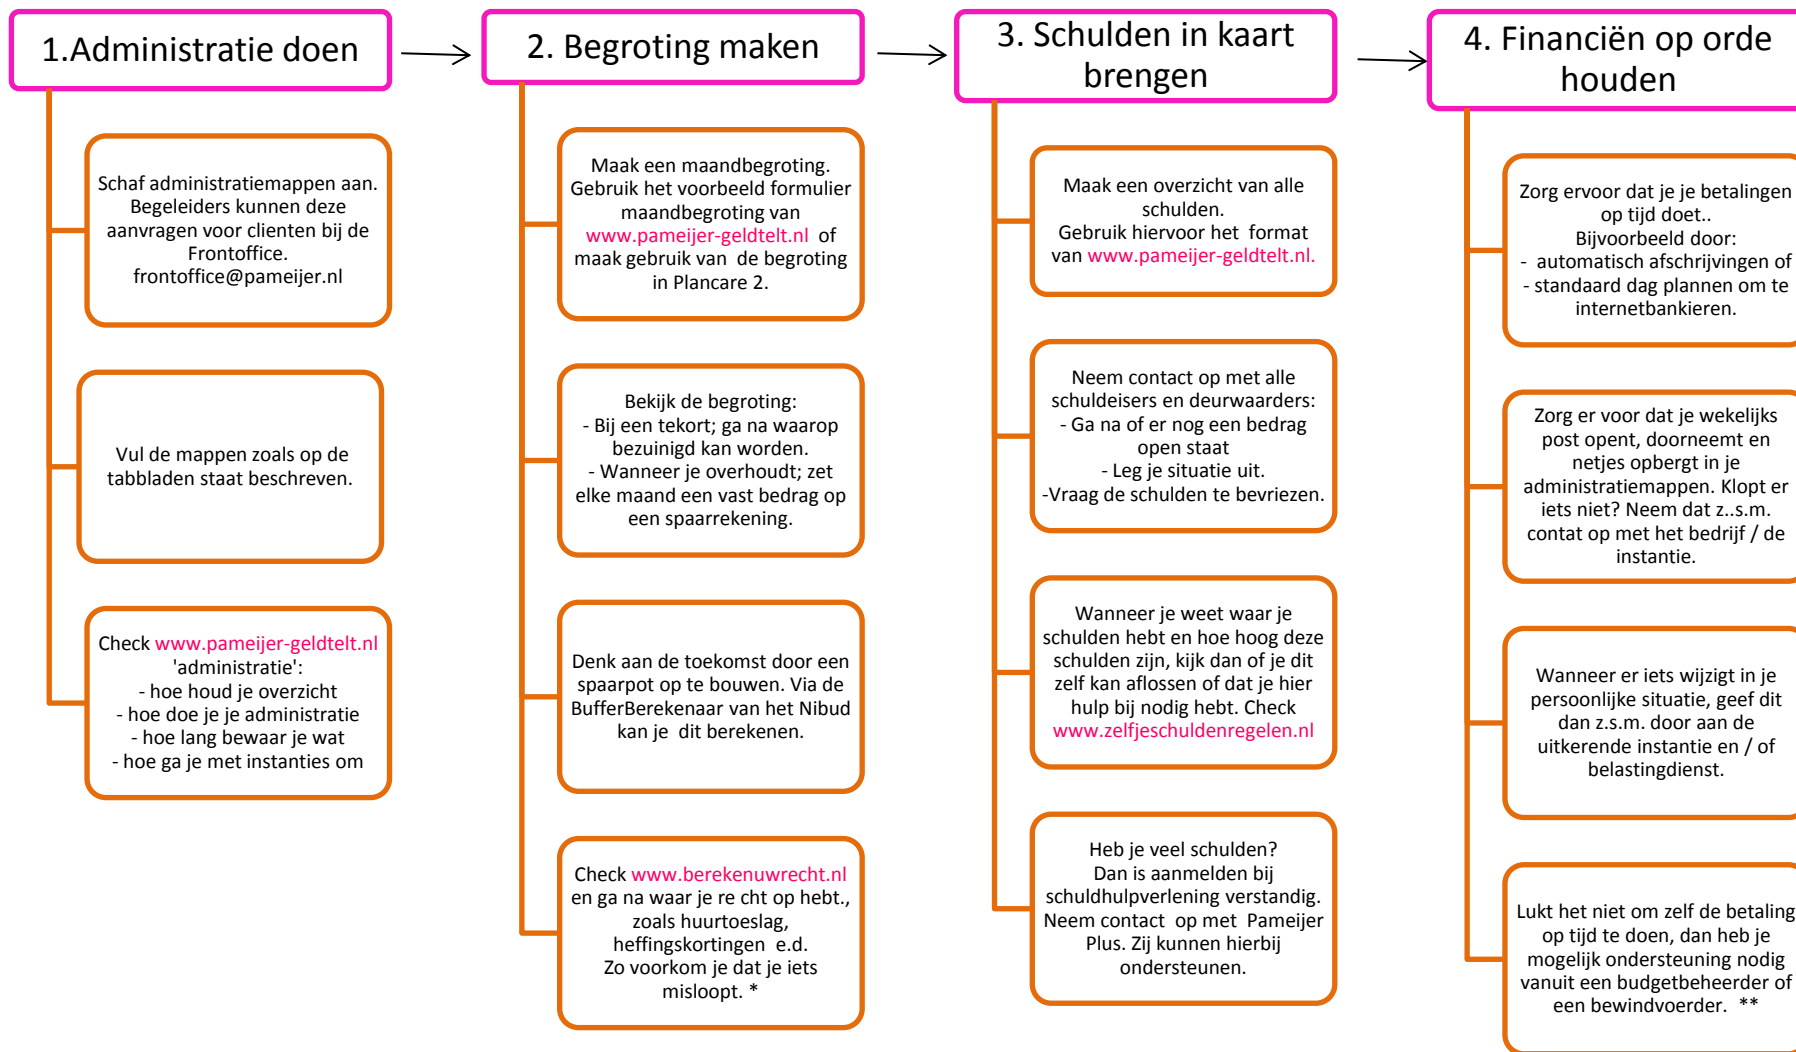 1.Administratie doen
Schaf administratiemappen aan.
Begeleiders kunnen deze
aanvragen voor clienten bij de
Frontoffice.
frontoffice@pameijer.nl
Vul de mappen zoals op de
tabbladen staat beschreven.
Check www.pameijer-geldtelt.nl
'administratie':
- hoe houd je overzicht
- hoe doe je je administratie
- hoe lang bewaar je wat
- hoe ga je met instanties om
2. Begroting maken
Maak een maandbegroting.
Gebruik het voorbeeld formulier
maandbegroting van
www.pameijer-geldtelt.nl of
maak gebruik van de begroting
in Plancare 2.
Bekijk de begroting:
- Bij een tekort; ga na waarop
bezuinigd kan worden.
- Wanneer je overhoudt; zet
elke maand een vast bedrag op
een spaarrekening.
Denk aan de toekomst door een
spaarpot op te bouwen. Via de
BufferBerekenaar van het Nibud
kan je dit berekenen.
Check www.berekenuwrecht.nl
en ga na waar je re cht op hebt.,
zoals huurtoeslag,
heffingskortingen e.d.
Zo voorkom je dat je iets
misloopt. *
3. Schulden in kaart
brengen
Maak een overzicht van alle
schulden.
Gebruik hiervoor het format
van www.pameijer-geldtelt.nl.
Neem contact op met alle
schuldeisers en deurwaarders:
- Ga na of er nog een bedrag
open staat
- Leg je situatie uit.
-Vraag de schulden te bevriezen.
Wanneer je weet waar je
schulden hebt en hoe hoog deze
schulden zijn, kijk dan of je dit
zelf kan aflossen of dat je hier
hulp bij nodig hebt. Check
www.zelfjeschuldenregelen.nl
Heb je veel schulden?
Dan is aanmelden bij
schuldhulpverlening verstandig.
Neem contact op met Pameijer
Plus. Zij kunnen hierbij
ondersteunen.
4. Financiën op orde
houden
Zorg ervoor dat je je betalingen
op tijd doet..
Bijvoorbeeld door:
- automatisch afschrijvingen of
- standaard dag plannen om te
internetbankieren.
Zorg er voor dat je wekelijks
post opent, doorneemt en
netjes opbergt in je
administratiemappen. Klopt er
iets niet? Neem dat z..s.m.
contat op met het bedrijf / de
instantie.
Wanneer er iets wijzigt in je
persoonlijke situatie, geef dit
dan z.s.m. door aan de
uitkerende instantie en / of
belastingdienst.
Lukt het niet om zelf de betaling
op tijd te doen, dan heb je
mogelijk ondersteuning nodig
vanuit een budgetbeheerder of
een bewindvoerder. **